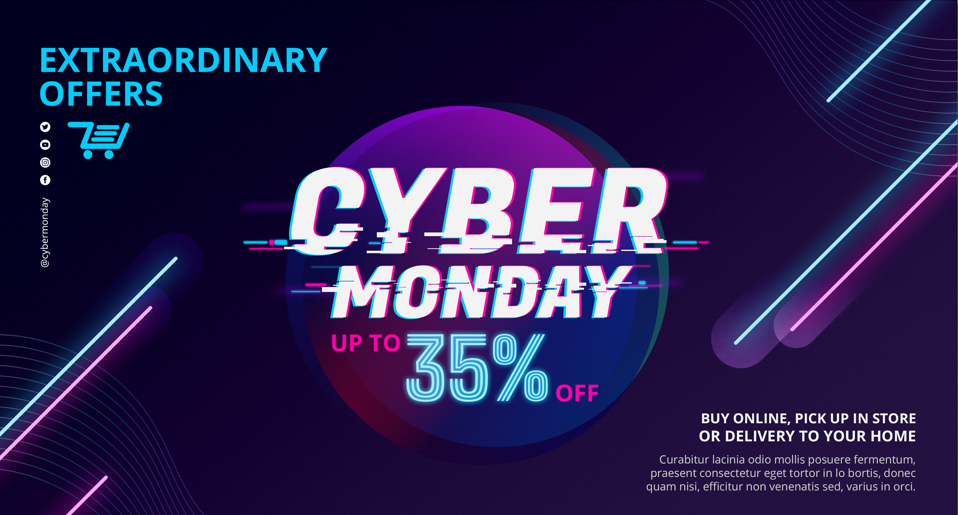 EXTRAORDINARY
OFFERS
@cybermonday
CYBER
MONDAY
UP TO 35% OFF
BUY ONLINE, PICK UP IN STORE
OR DELIVERY TO YOUR HOME
Curabitur lacinia odio mollis posuere fermentum,
praesent consectetur eget tortor in lo bortis, donec
quam nisi, efficitur non venenatis sed, varius in orci.